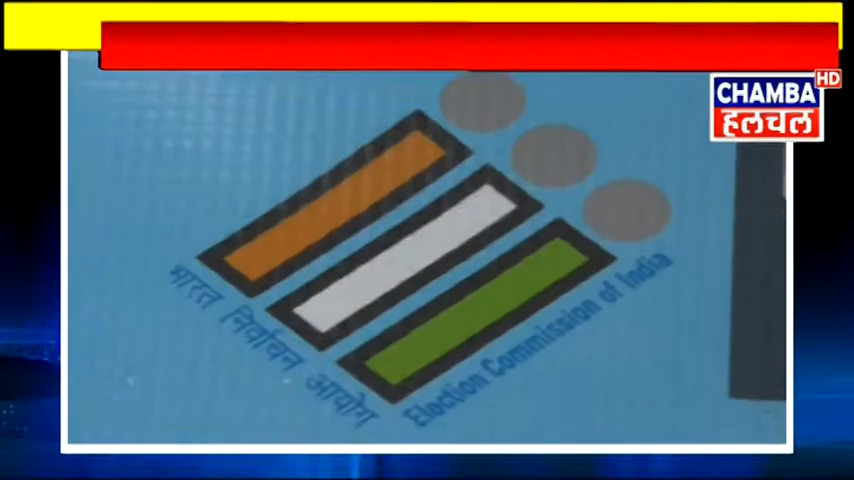 HD
CHAMBA
हलचल
भारत निर्वाचन आयोग
Election Commission of India